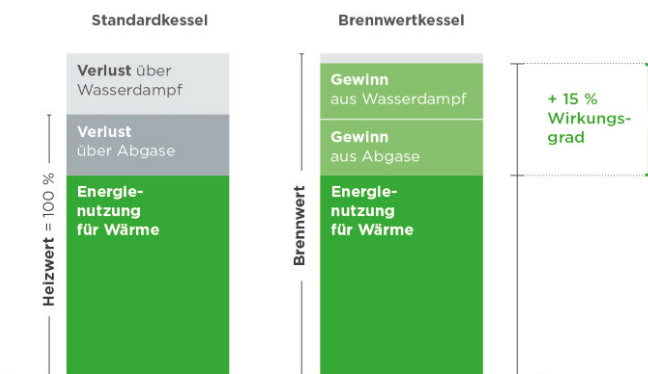 Standardkessel
Brennwertkessel
Verlust über
Wasserdampf
Verlust
über Abgase
Energie-
nutzung
für Wärme
Heizwert = 100 %
Gewinn
aus Wasserdampf
Gewinn
aus Abgase
Energie-
nutzung
für Wärme
Brennwert
+ 15 %
Wirkungs-
grad